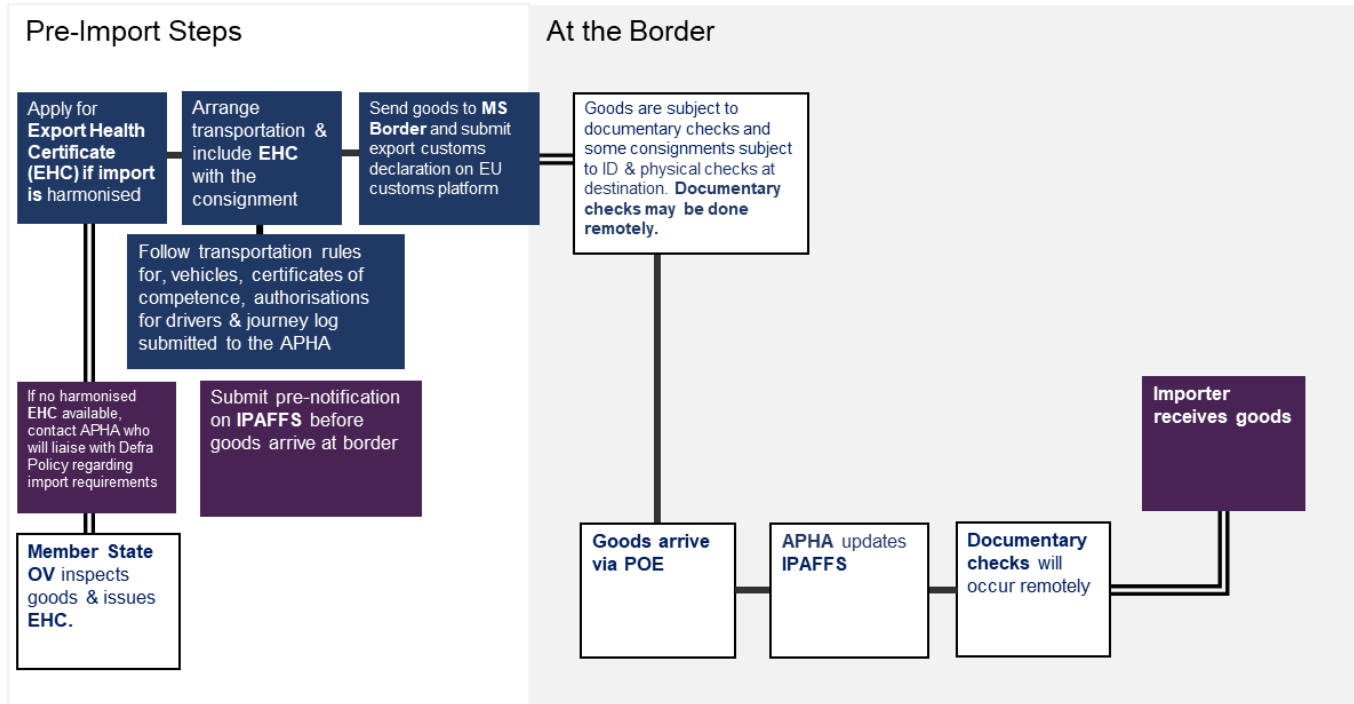 Pre-Import Steps
At the Border
Apply for
Export Health
Certificate
(EHC) if import
is harmonised
Arrange
transportation &
include EHC
with the
consignment
Send goods to MS
Border and submit
export customs
declaration on EU
customs platform
Goods are subject to
documentary checks and
some consignments subject
to ID & physical checks at
destination. Documentary
checks may be done
remotely.
Follow transportation rules
for, vehicles, certificates of
competence, authorisations
for drivers & journey log
submitted to the APHA
If no harmonised
EHC available,
contact APHA who
will liaise with Defra
Policy regarding
import requirements
Submit pre-notification
on IPAFFS before
goods arrive at border
Importer
receives goods
Member State
OV inspects
goods & issues
EHC.
Goods arrive
via POE
APHA updates
IPAFFS
Documentary
checks will
occur remotely